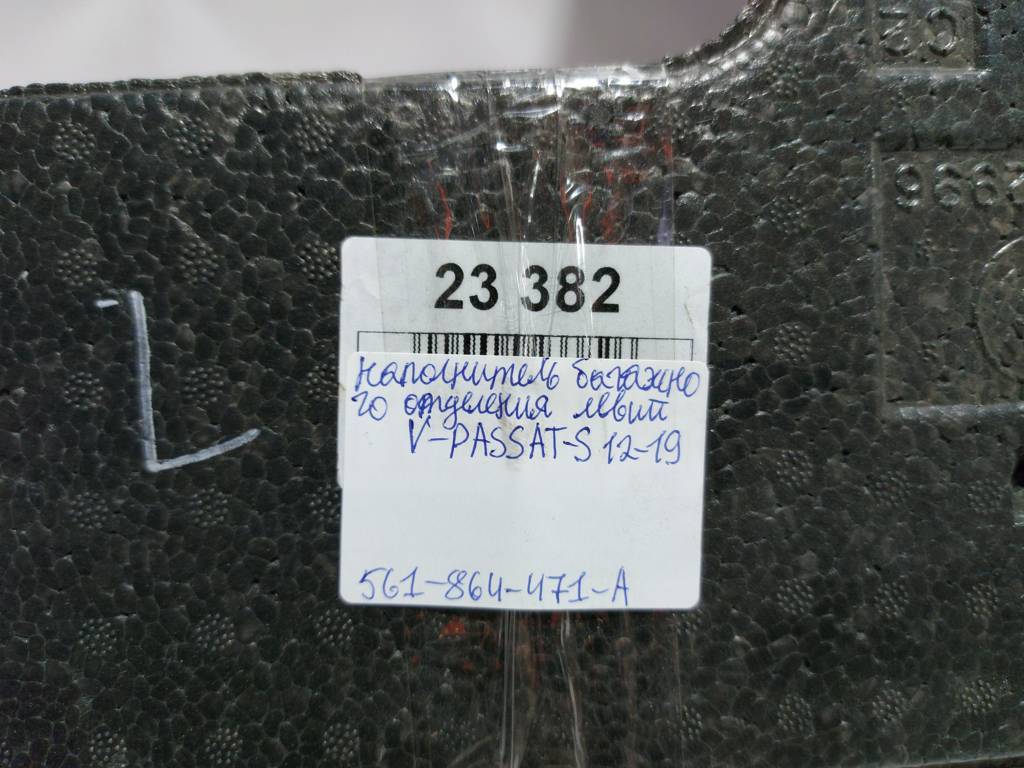 23 382
наполнитель багажно
го отделения левый
V-PASSAT-S 12-19
561-864-471-A
L